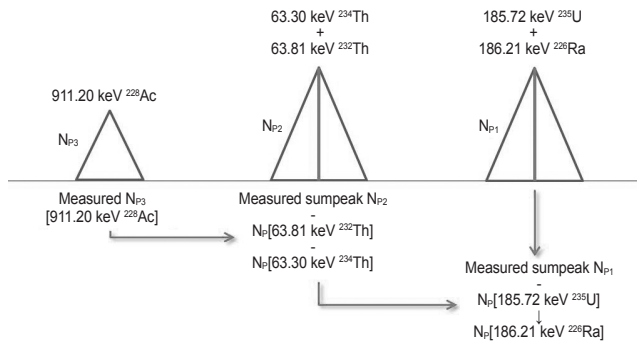 63.30 keV ²³⁴Th
+
63.81 keV ²³²Th
185.72 keV ²³⁵U
+
186.21 keV ²²⁶Ra
911.20 keV ²²⁸Ac
N_P3
N_P2
N_P1
Measured N_P3
[911.20 keV ²²⁸Ac]
Measured sumpeak N_P2
-
N_P[63.81 keV ²³²Th]
-
N_P[63.30 keV ²³⁴Th]
Measured sumpeak N_P1
-
N_P[185.72 keV ²³⁵U]
↓
N_P[186.21 keV ²²⁶Ra]